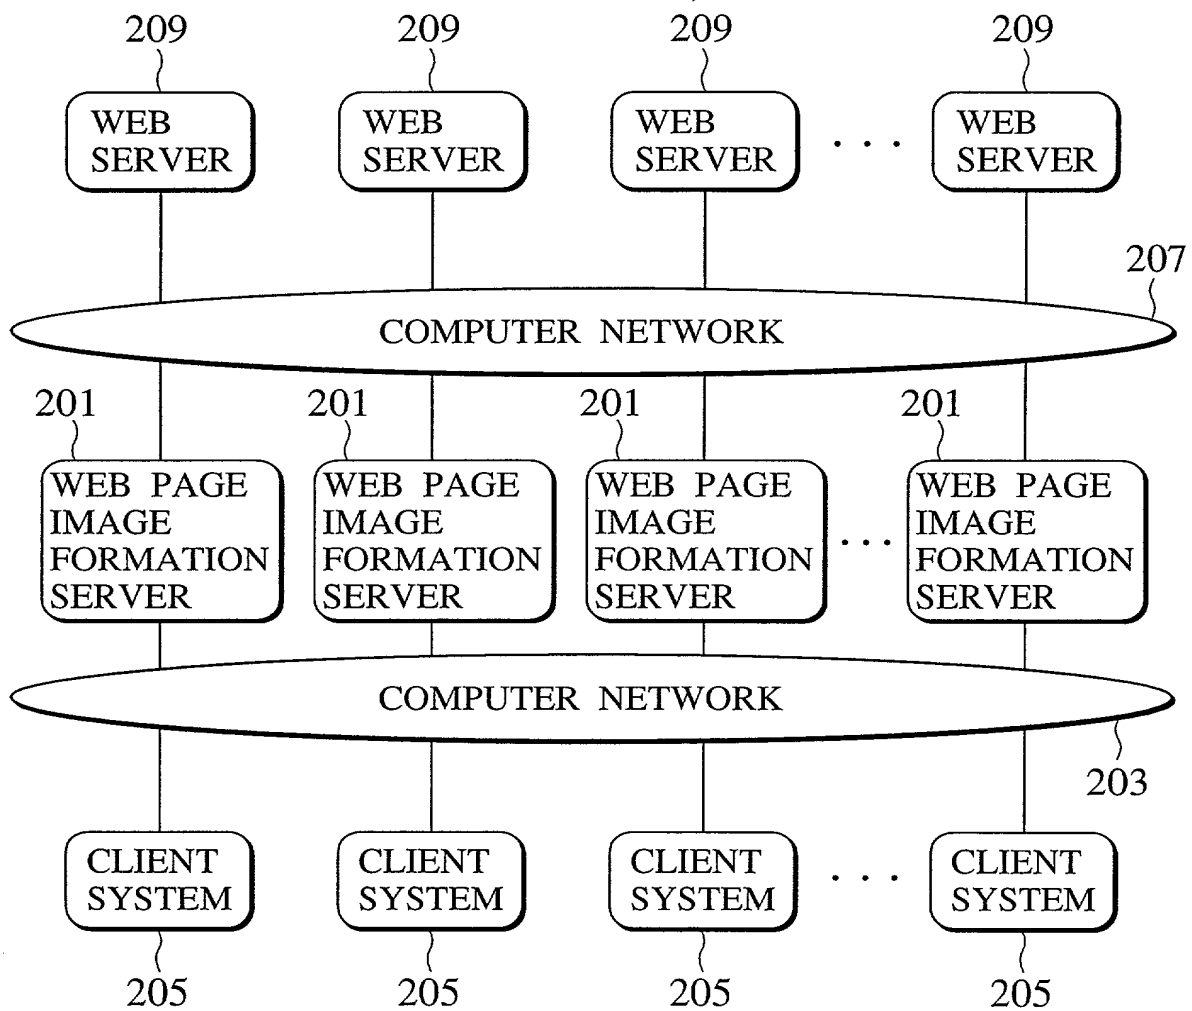 209 209 209 209
WEB SERVER
WEB SERVER
WEB SERVER
. . .
WEB SERVER
207
COMPUTER NETWORK
201 201 201 201
WEB PAGE
IMAGE
FORMATION
SERVER
WEB PAGE
IMAGE
FORMATION
SERVER
WEB PAGE
IMAGE
FORMATION
SERVER
. . .
WEB PAGE
IMAGE
FORMATION
SERVER
COMPUTER NETWORK
203
CLIENT
SYSTEM
CLIENT
SYSTEM
CLIENT
SYSTEM
. . .
CLIENT
SYSTEM
205 205 205 205